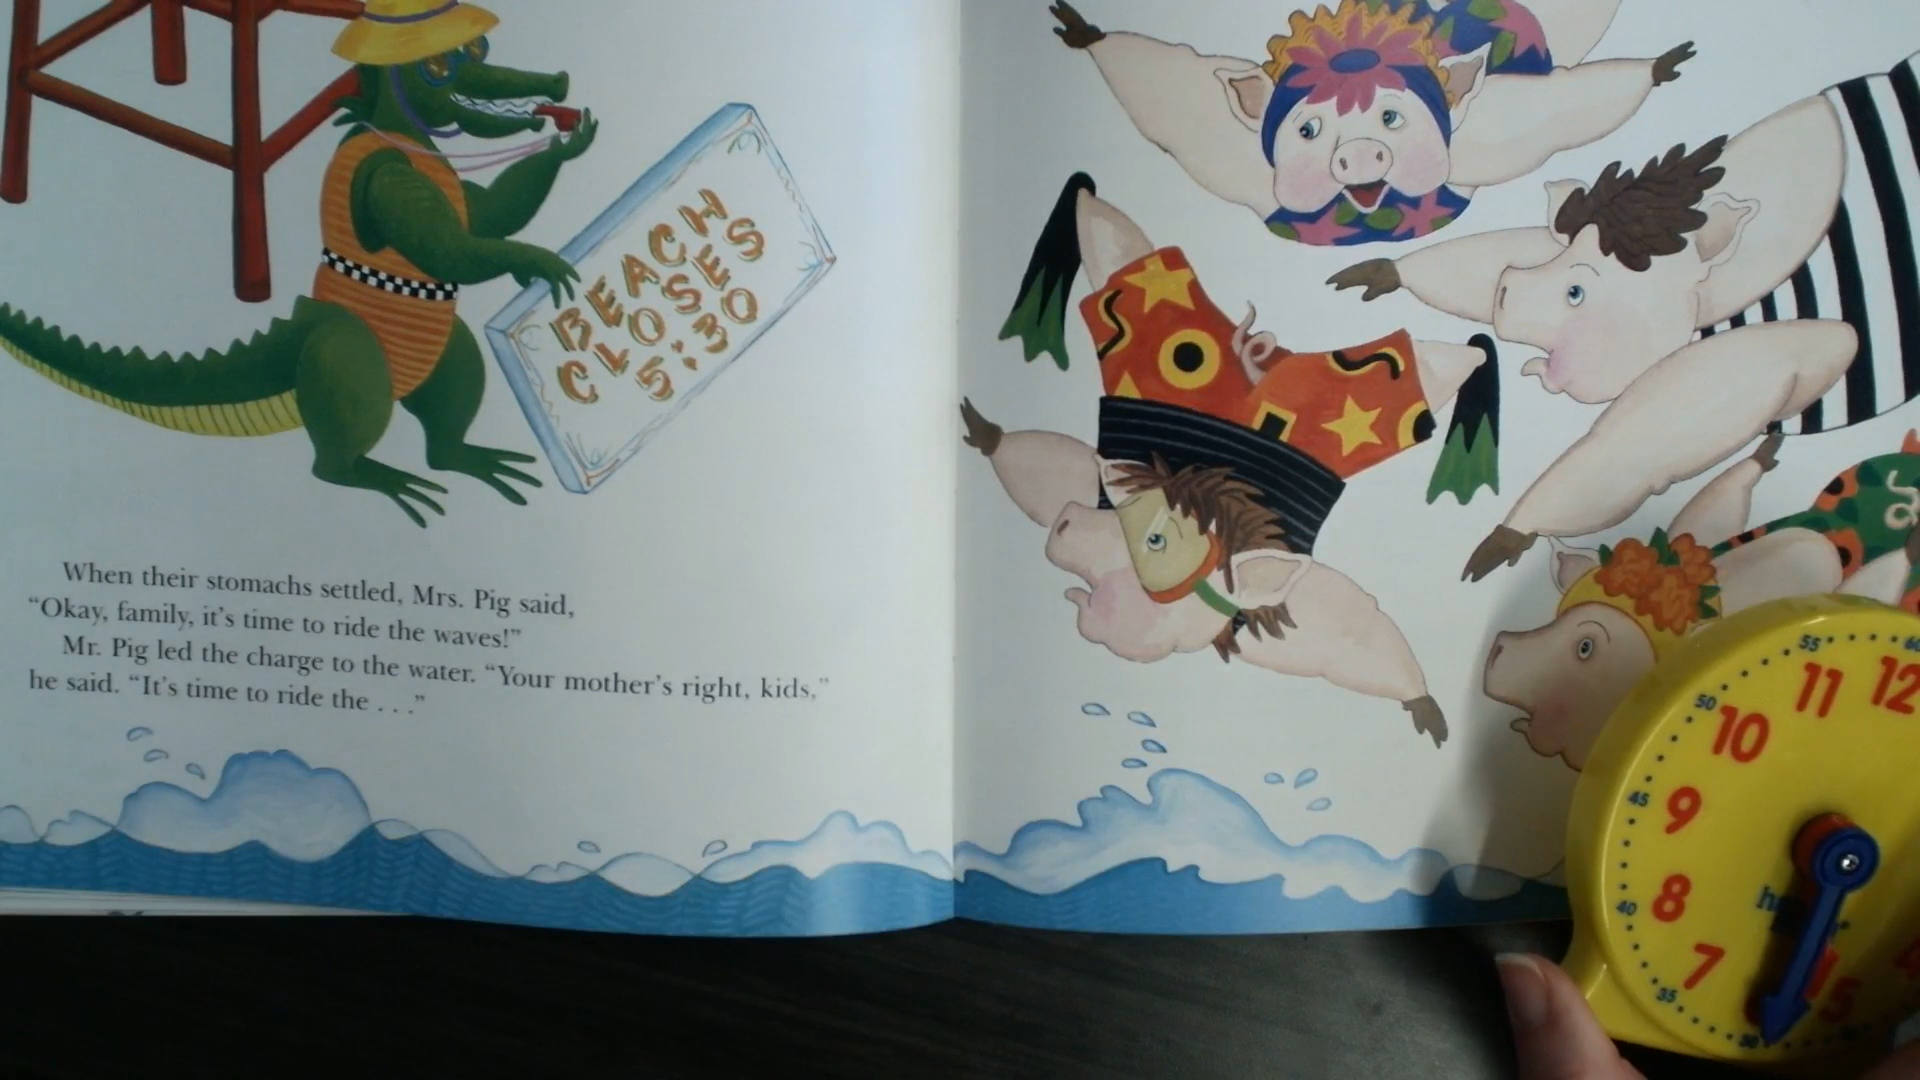 BEACH
CLOSES
5:30
When their stomachs settled, Mrs. Pig said,
“Okay, family, it’s time to ride the waves!”
Mr. Pig led the charge to the water. “Your mother’s right, kids,”
he said. “It’s time to ride the . . .”
55 60
11 12
50
10
45
9
8
40
7
35
5
30